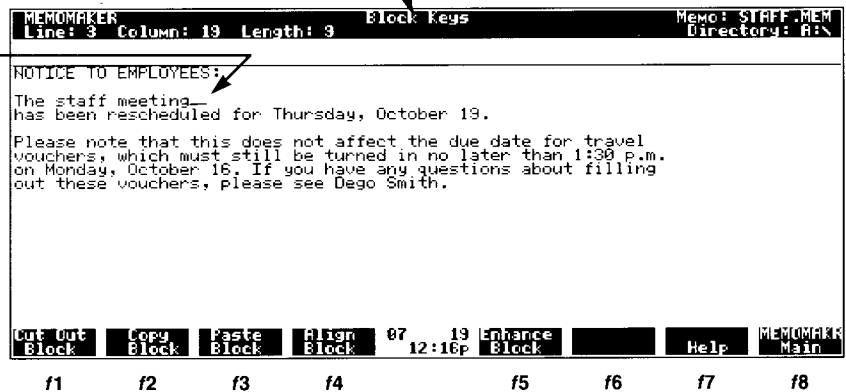 MEMOMAKER Block Keys Memo: STAFF.MEM
Line: 3 Column: 19 Length: 9 Directory: A:\
NOTICE TO EMPLOYEES:
The staff meeting_
has been rescheduled for Thursday, October 19.
Please note that this does not affect the due date for travel
vouchers, which must still be turned in no later than 1:30 p.m.
on Monday, October 16. If you have any questions about filling
out these vouchers, please see Dego Smith.
Cut Out Copy Paste Align 07 19 Enhance MEMOMAKR
Block Block Block Block 12:16p Block Help Main
f1 f2 f3 f4 f5 f6 f7 f8